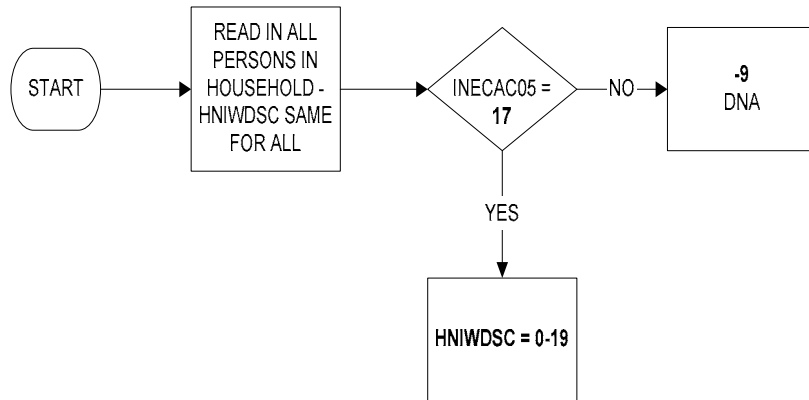 START
READ IN ALL
PERSONS IN
HOUSEHOLD -
HNIWDSC SAME
FOR ALL
INECAC05 =
17
NO
-9
DNA
YES
HNIWDSC = 0-19